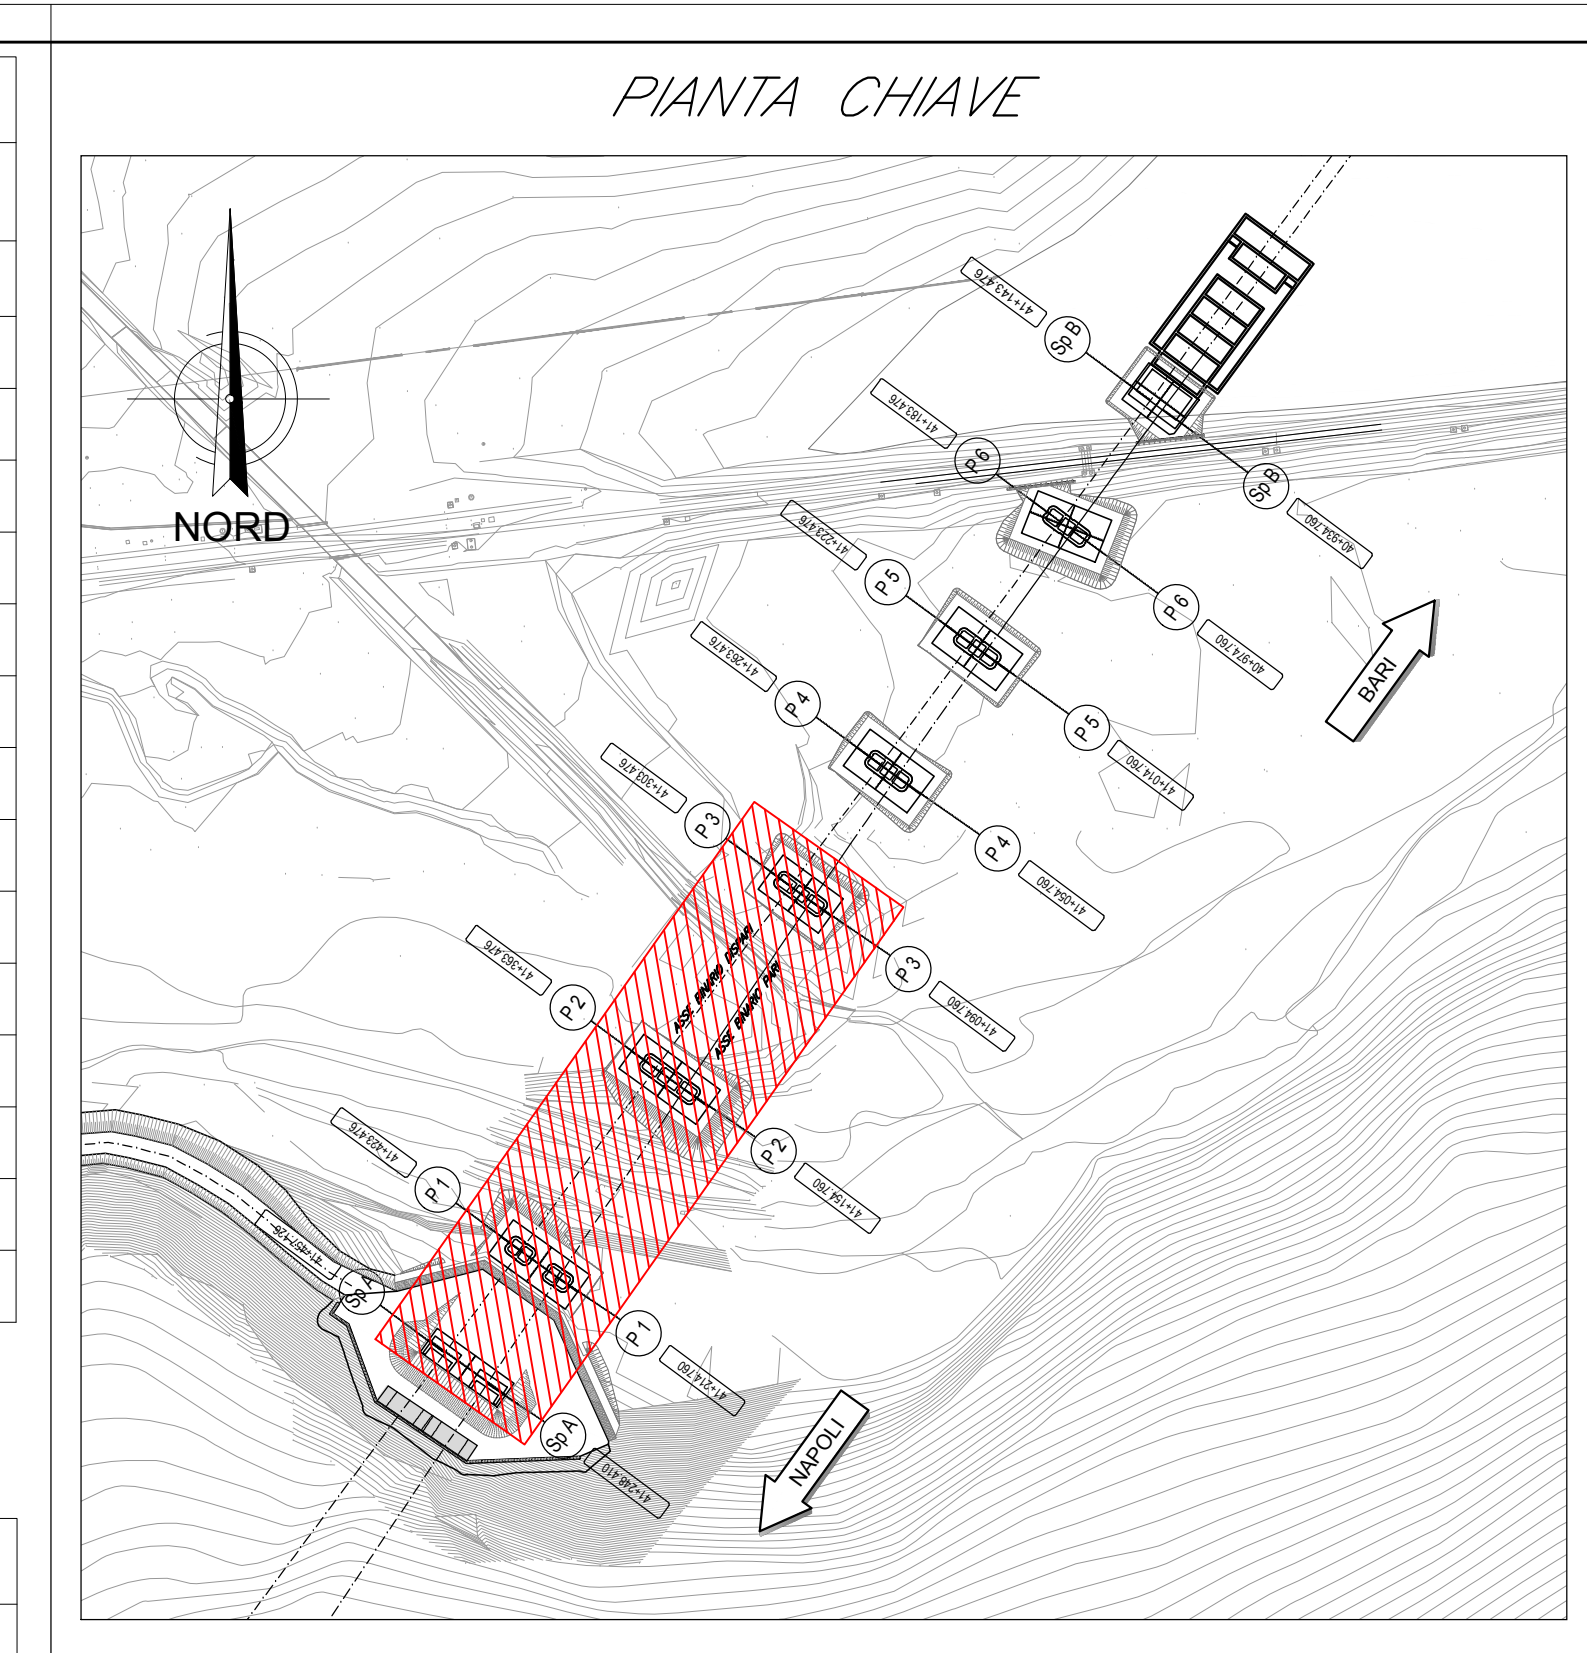 PIANTA CHIAVE
NORD
41+143.476
Sp B
41+183.476
P 6
Sp B
40+934.760
41+223.476
P 5
P 6
40+974.760
BARI
41+263.476
P 4
P 5
41+014.760
41+303.476
P 3
P 4
41+054.760
ASSE BINARIO DISPARI
ASSE BINARIO PARI
41+363.476
P 2
P 3
41+094.760
41+423.476
P 1
P 2
41+154.760
41+457.126
Sp A
P 1
41+214.760
Sp A
41+248.410
NAPOLI